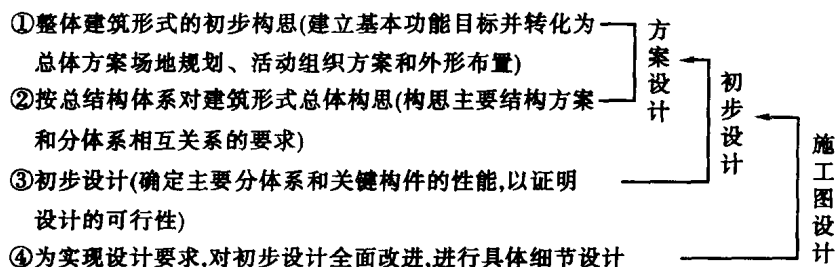 ①整体建筑形式的初步构思(建立基本功能目标并转化为
总体方案场地规划、活动组织方案和外形布置)
②按总结构体系对建筑形式总体构思(构思主要结构方案
和分体系相互关系的要求)
③初步设计(确定主要分体系和关键构件的性能,以证明
设计的可行性)
④为实现设计要求,对初步设计全面改进,进行具体细节设计
方案设计
初步设计
施工图设计